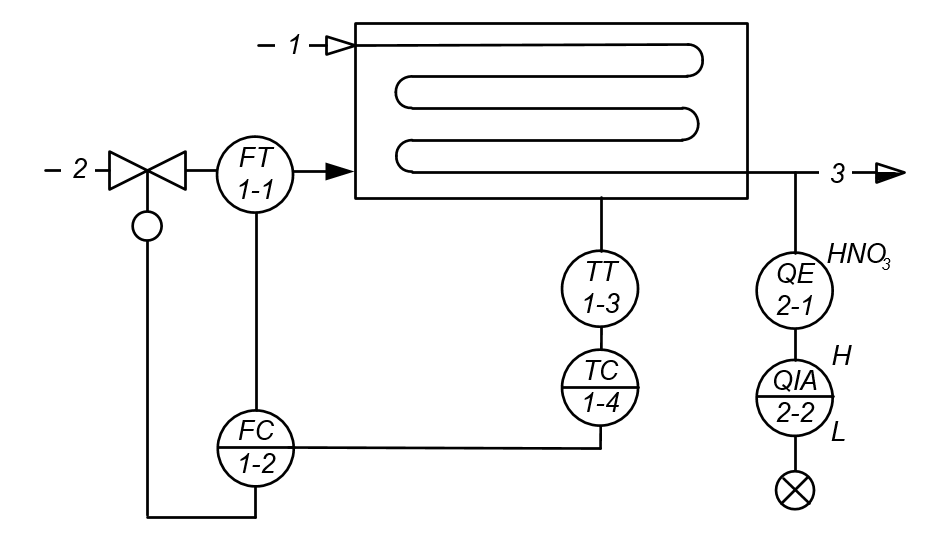 1
2
FT
1-1
3
TT
1-3
QE
2-1
HNO₃
TC
1-4
QIA
2-2
H
L
FC
1-2